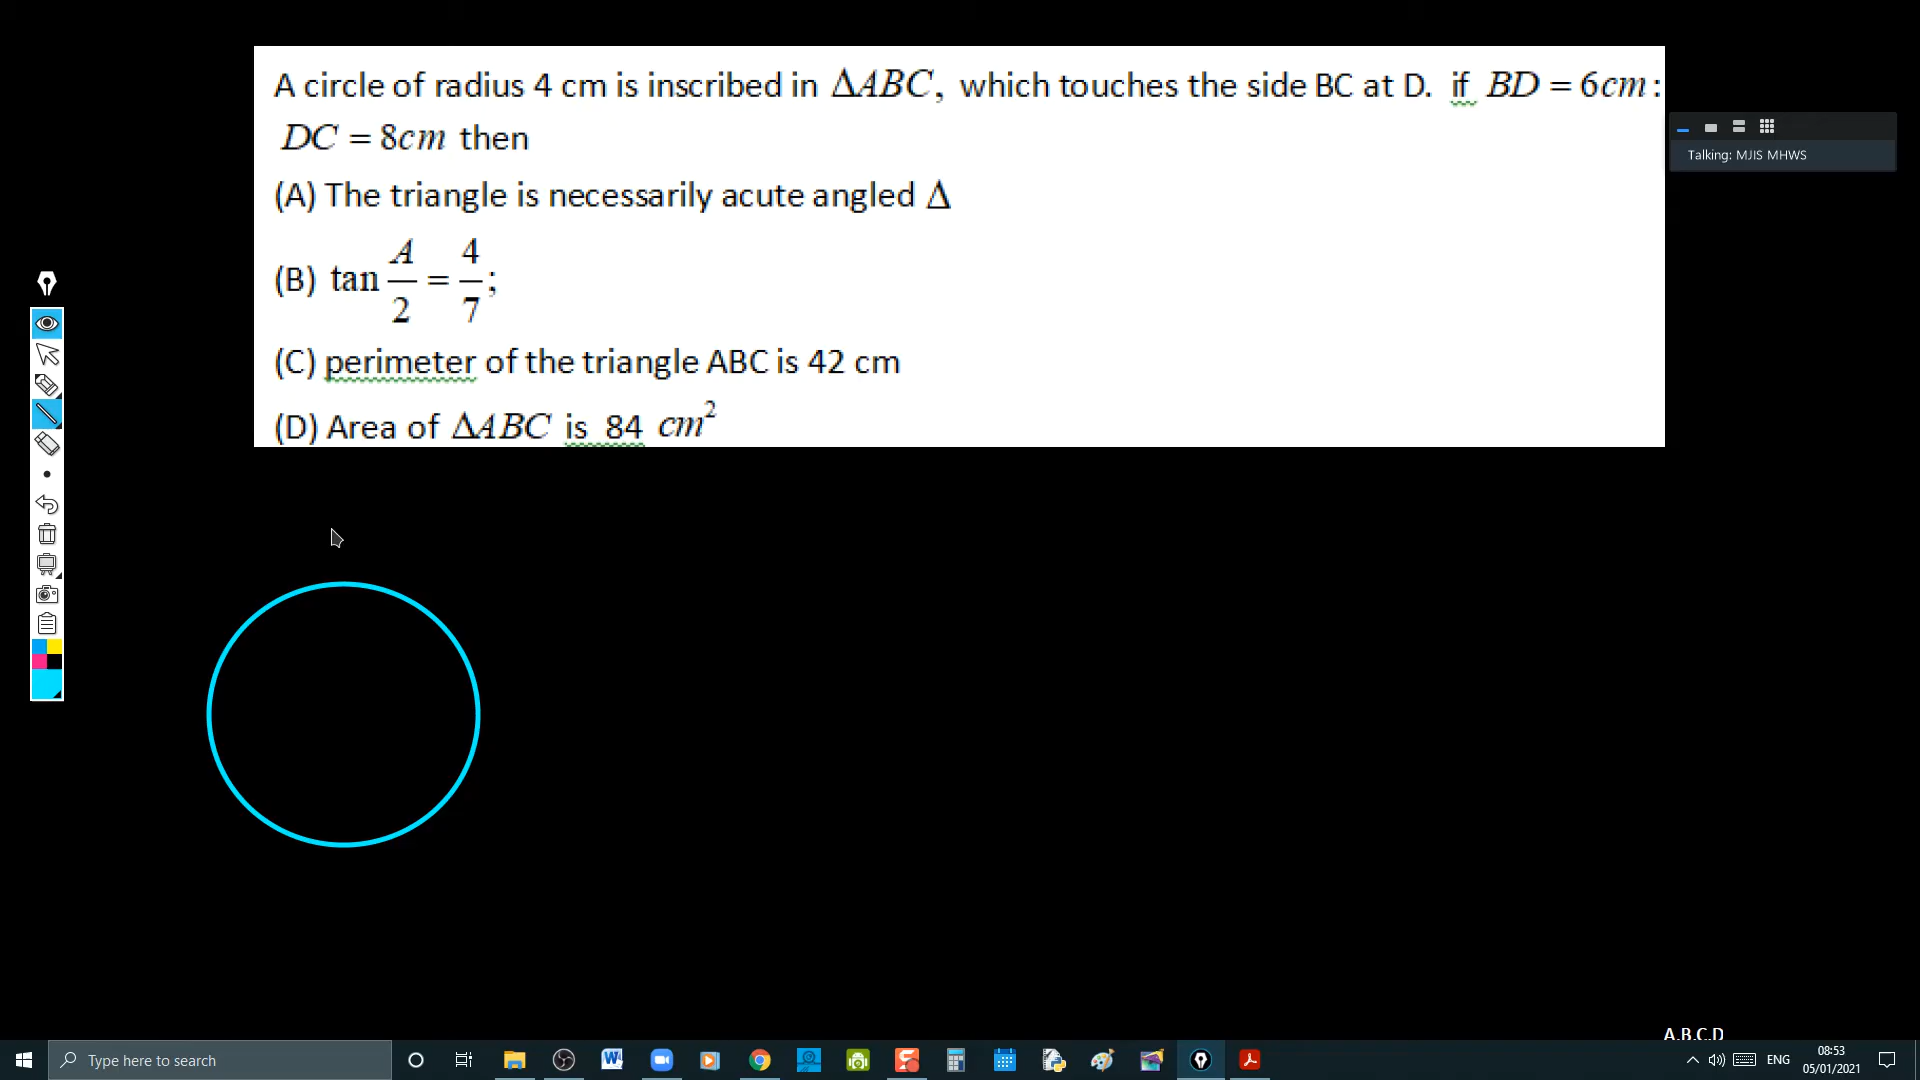 A circle of radius 4 cm is inscribed in ΔABC, which touches the side BC at D. if BD = 6cm :
DC = 8cm then
(A) The triangle is necessarily acute angled Δ
(B) tan A/2 = 4/7;
(C) perimeter of the triangle ABC is 42 cm
(D) Area of ΔABC is 84 cm²
Talking: MJIS MHWS
A,B,C,D
Type here to search
ENG
08:53
05/01/2021